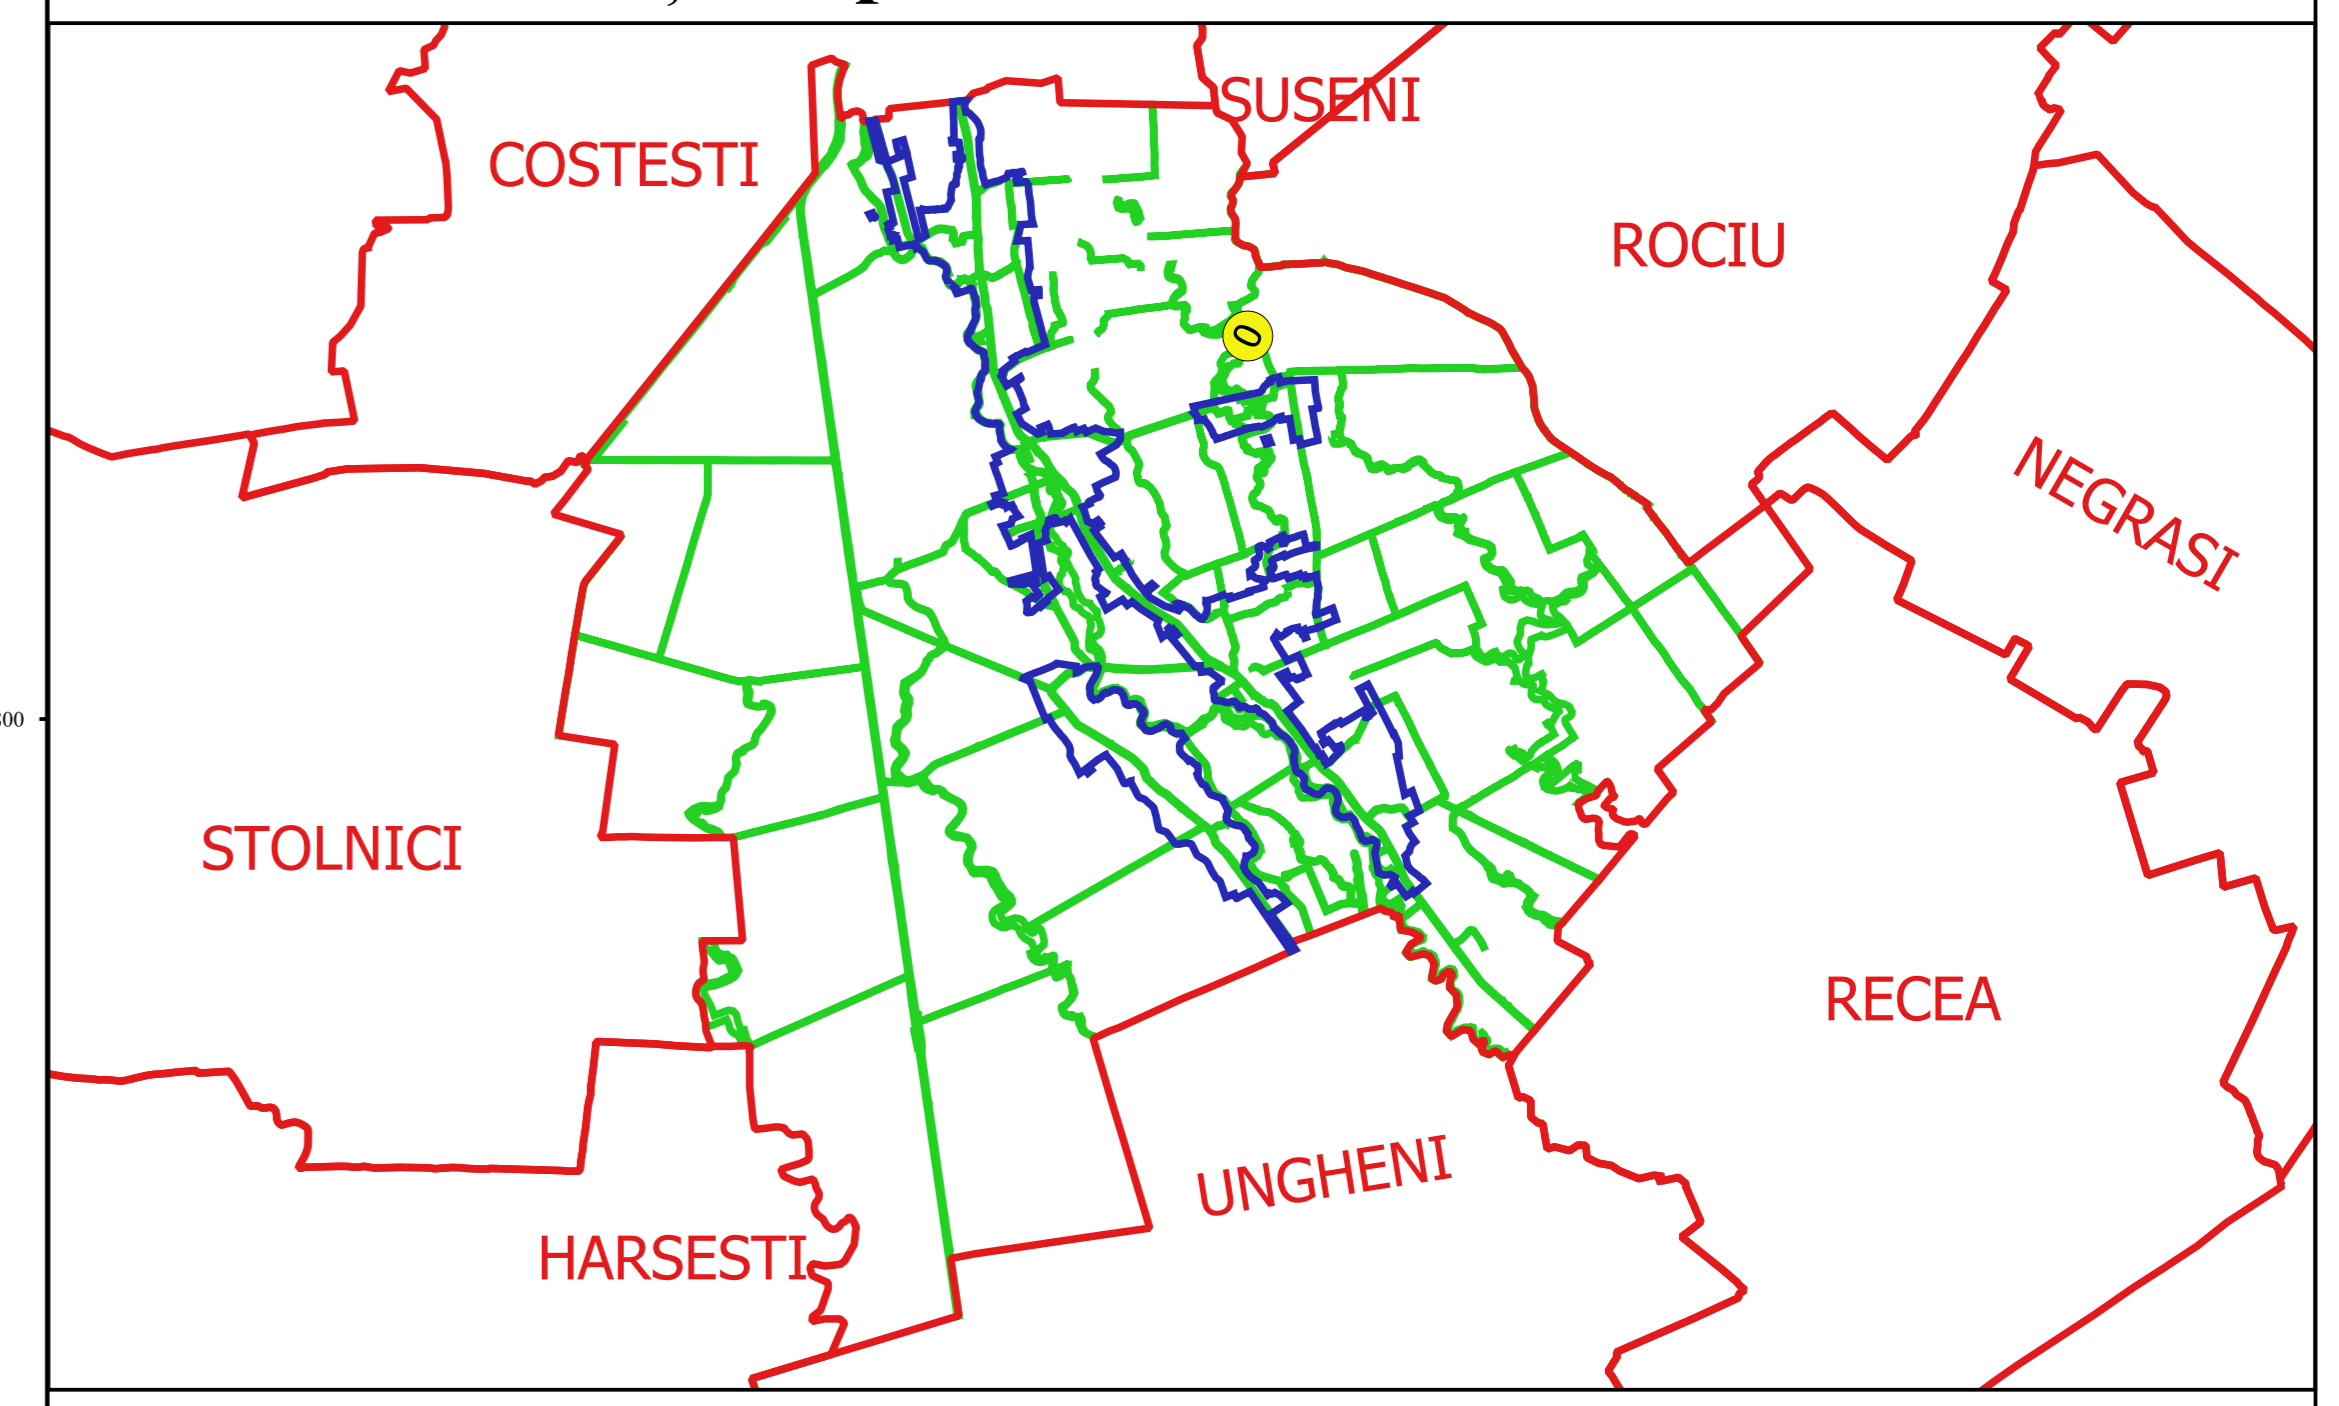 SUSENI
COSTESTI
ROCIU
0
NEGRASI
STOLNICI
RECEA
UNGHENI
HARSESTI